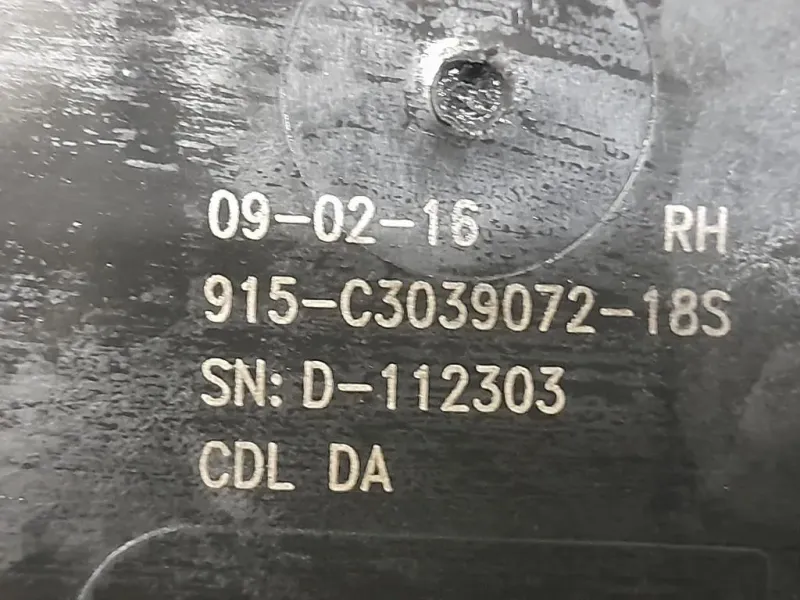 09-02-16 RH
915-C3039072-18S
SN: D-112303
CDL DA